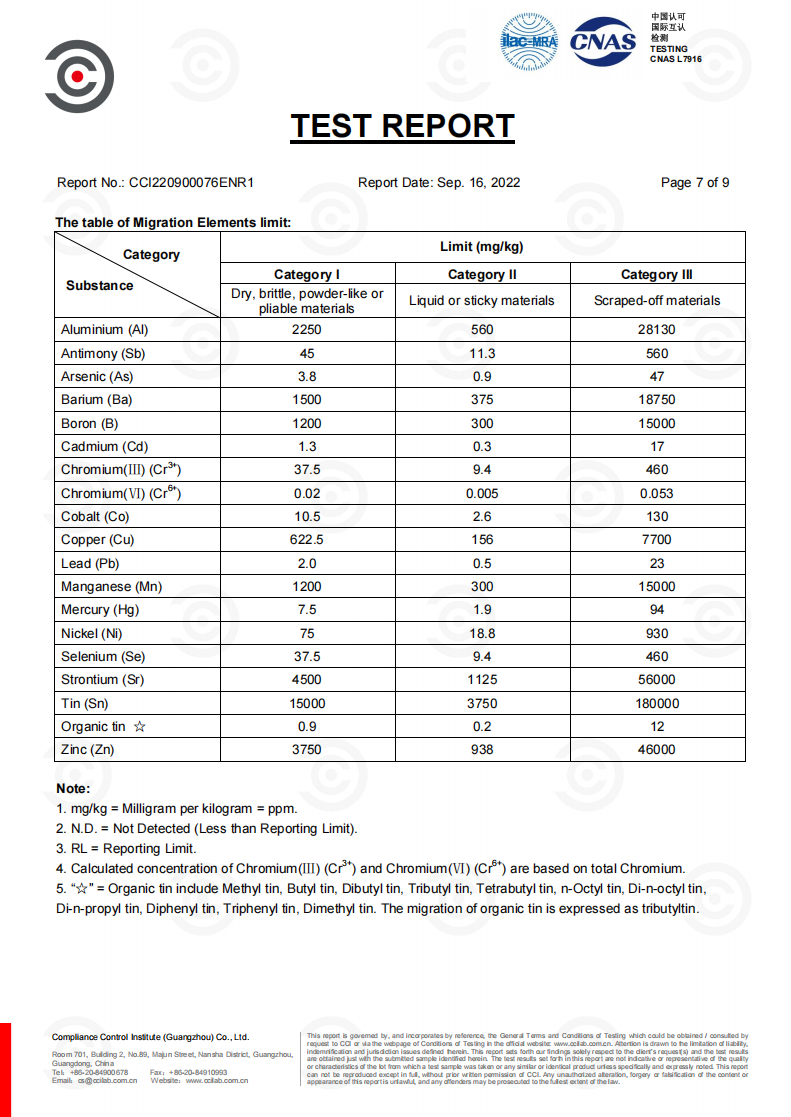 ilac-MRA
CNAS
中国认可
国际互认
检测
TESTING
CNAS L7916
TEST REPORT
Report No.: CCI220900076ENR1 Report Date: Sep. 16, 2022 Page 7 of 9
The table of Migration Elements limit:
Category Limit (mg/kg)
Substance Category I Category II Category III
Dry, brittle, powder-like or pliable materials Liquid or sticky materials Scraped-off materials
Aluminium (Al) 2250 560 28130
Antimony (Sb) 45 11.3 560
Arsenic (As) 3.8 0.9 47
Barium (Ba) 1500 375 18750
Boron (B) 1200 300 15000
Cadmium (Cd) 1.3 0.3 17
Chromium(III) (Cr3+) 37.5 9.4 460
Chromium(VI) (Cr6+) 0.02 0.005 0.053
Cobalt (Co) 10.5 2.6 130
Copper (Cu) 622.5 156 7700
Lead (Pb) 2.0 0.5 23
Manganese (Mn) 1200 300 15000
Mercury (Hg) 7.5 1.9 94
Nickel (Ni) 75 18.8 930
Selenium (Se) 37.5 9.4 460
Strontium (Sr) 4500 1125 56000
Tin (Sn) 15000 3750 180000
Organic tin ☆ 0.9 0.2 12
Zinc (Zn) 3750 938 46000
Note:
1. mg/kg = Milligram per kilogram = ppm.
2. N.D. = Not Detected (Less than Reporting Limit).
3. RL = Reporting Limit.
4. Calculated concentration of Chromium(III) (Cr3+) and Chromium(VI) (Cr6+) are based on total Chromium.
5. “☆” = Organic tin include Methyl tin, Butyl tin, Dibutyl tin, Tributyl tin, Tetrabutyl tin, n-Octyl tin, Di-n-octyl tin,
Di-n-propyl tin, Diphenyl tin, Triphenyl tin, Dimethyl tin. The migration of organic tin is expressed as tributyltin.
Compliance Control Institute (Guangzhou) Co., Ltd.
Room 701, Building 2, No.89, Majun Street, Nansha District, Guangzhou,
Guangdong, China
Tel: +86-20-84900678 Fax: +86-20-84910993
Email: cs@ccilab.com.cn Website: www.ccilab.com.cn
This report is governed by, and incorporates by reference, the General Terms and Conditions of Testing which could be obtained / consulted by
request to CCI or via the webpage of Conditions of Testing in the official website: www.ccilab.com.cn. Attention is drawn to the limitation of liability,
indemnification and jurisdiction issues defined therein. This report sets forth our findings solely respect to the client's request(s) and the test results
are obtained just with the submitted sample identified herein. The test results set forth in this report are not indicative or representative of the quality
or characteristics of the lot from which a test sample was taken or any similar or identical product unless specifically and expressly noted. This report
can not be reproduced except in full, without prior written permission of CCI. Any unauthorized alteration, forgery or falsification of the content or
appearance of this report is unlawful, and any offenders may be prosecuted to the fullest extent of the law.